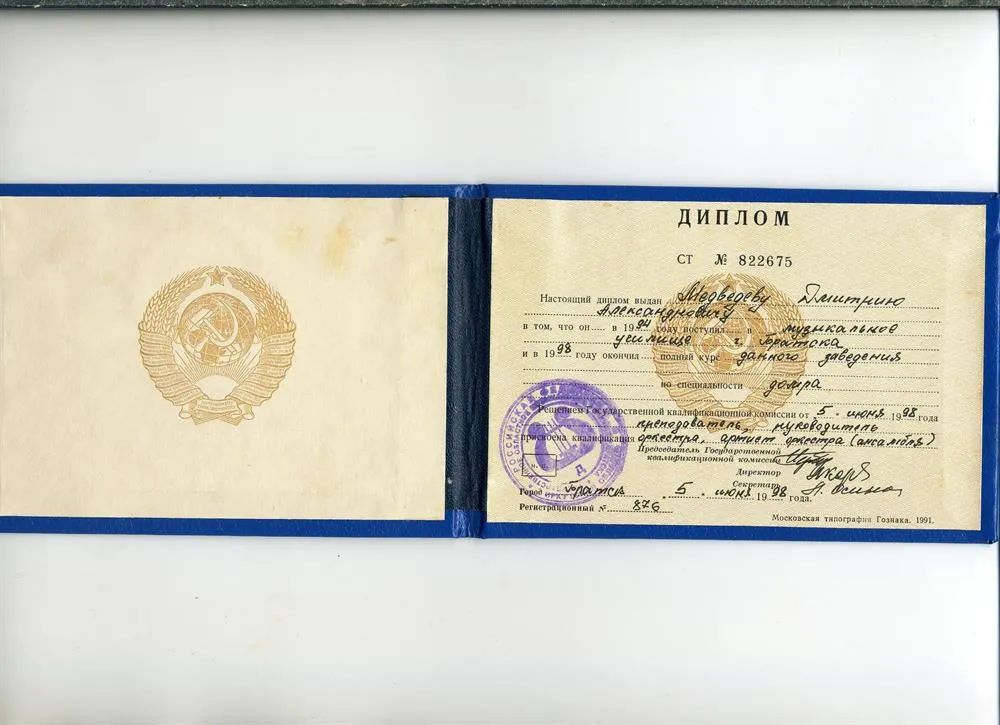 ДИПЛОМ
СТ № 822675
Настоящий диплом выдан Медведеву Дмитрию
Александровичу
в том, что он в 1994 году поступил в музыкальное
училище г. Братска
и в 1998 году окончил полный курс данного заведения
по специальности домра
Решением Государственной квалификационной комиссии от 5 июня 1998 года
преподаватель, руководитель
присвоена квалификация оркестра, артист оркестра (ансамбля)
Председатель Государственной
квалификационной комиссии
Директор
Секретарь
Город Братск 5 июня 1998 года.
Регистрационный № 876
Московская типография Гознака. 1991.